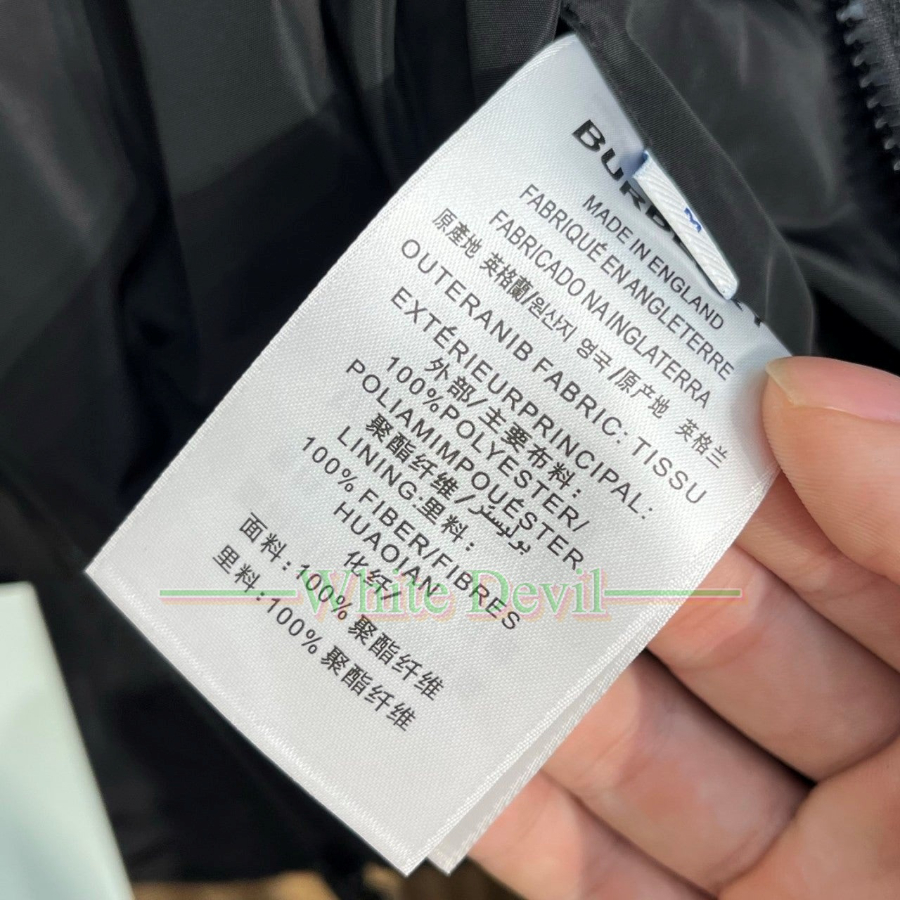 BURBERRY
M
MADE IN ENGLAND
FABRIQUÉ EN ANGLETERRE
FABRICADO NA INGLATERRA
原產地 英格蘭/원산지 영국/原产地 英格兰
OUTERANIB FABRIC: TISSU
EXTÉRIEURPRINCIPAL:
外部/主要布料:
100%POLYESTER/
POLIAMIMPOUÉSTER
聚酯纤维/بوليستر
LINING:里料:
100% FIBER/FIBRES
HUAQIAN
化纤/
面料:100% 聚酯纤维
里料:100% 聚酯纤维
White Devil